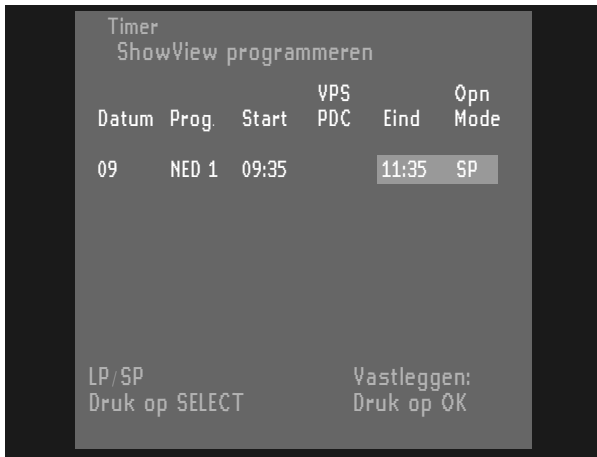 Timer
ShowView programmeren
VPS Opn
Datum Prog. Start PDC Eind Mode
09 NED 1 09:35 11:35 SP
LP/SP Vastleggen:
Druk op SELECT Druk op OK